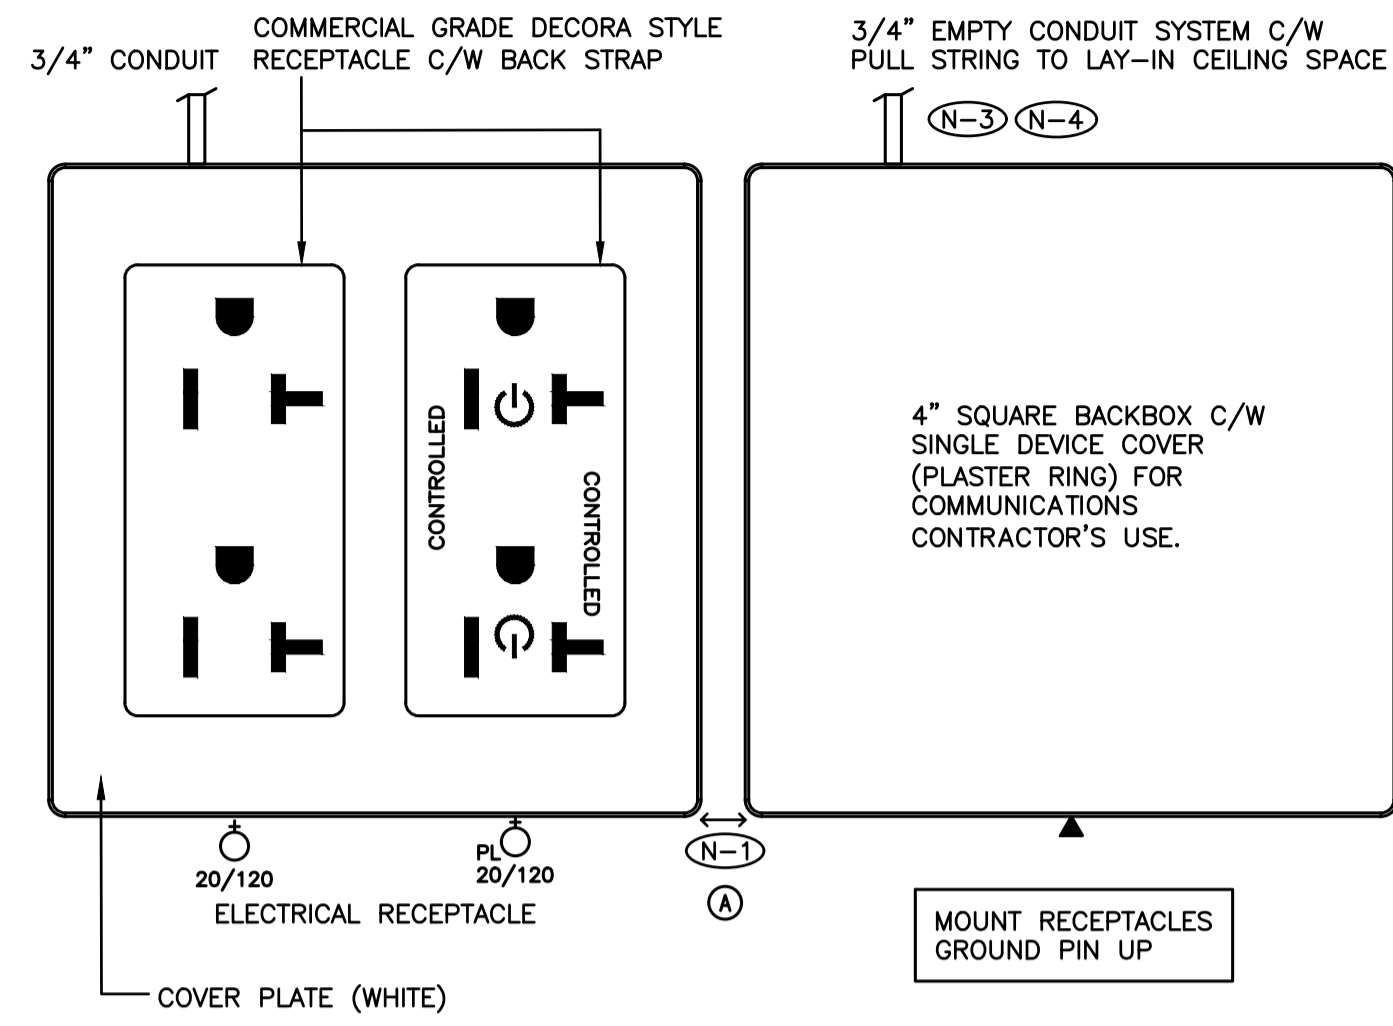 COMMERCIAL GRADE DECORA STYLE
3/4" CONDUIT RECEPTACLE C/W BACK STRAP
3/4" EMPTY CONDUIT SYSTEM C/W
PULL STRING TO LAY-IN CEILING SPACE
N-3 N-4
CONTROLLED
CONTROLLED
4" SQUARE BACKBOX C/W
SINGLE DEVICE COVER
(PLASTER RING) FOR
COMMUNICATIONS
CONTRACTOR'S USE.
20/120
PL
20/120
ELECTRICAL RECEPTACLE
N-1
A
MOUNT RECEPTACLES
GROUND PIN UP
COVER PLATE (WHITE)